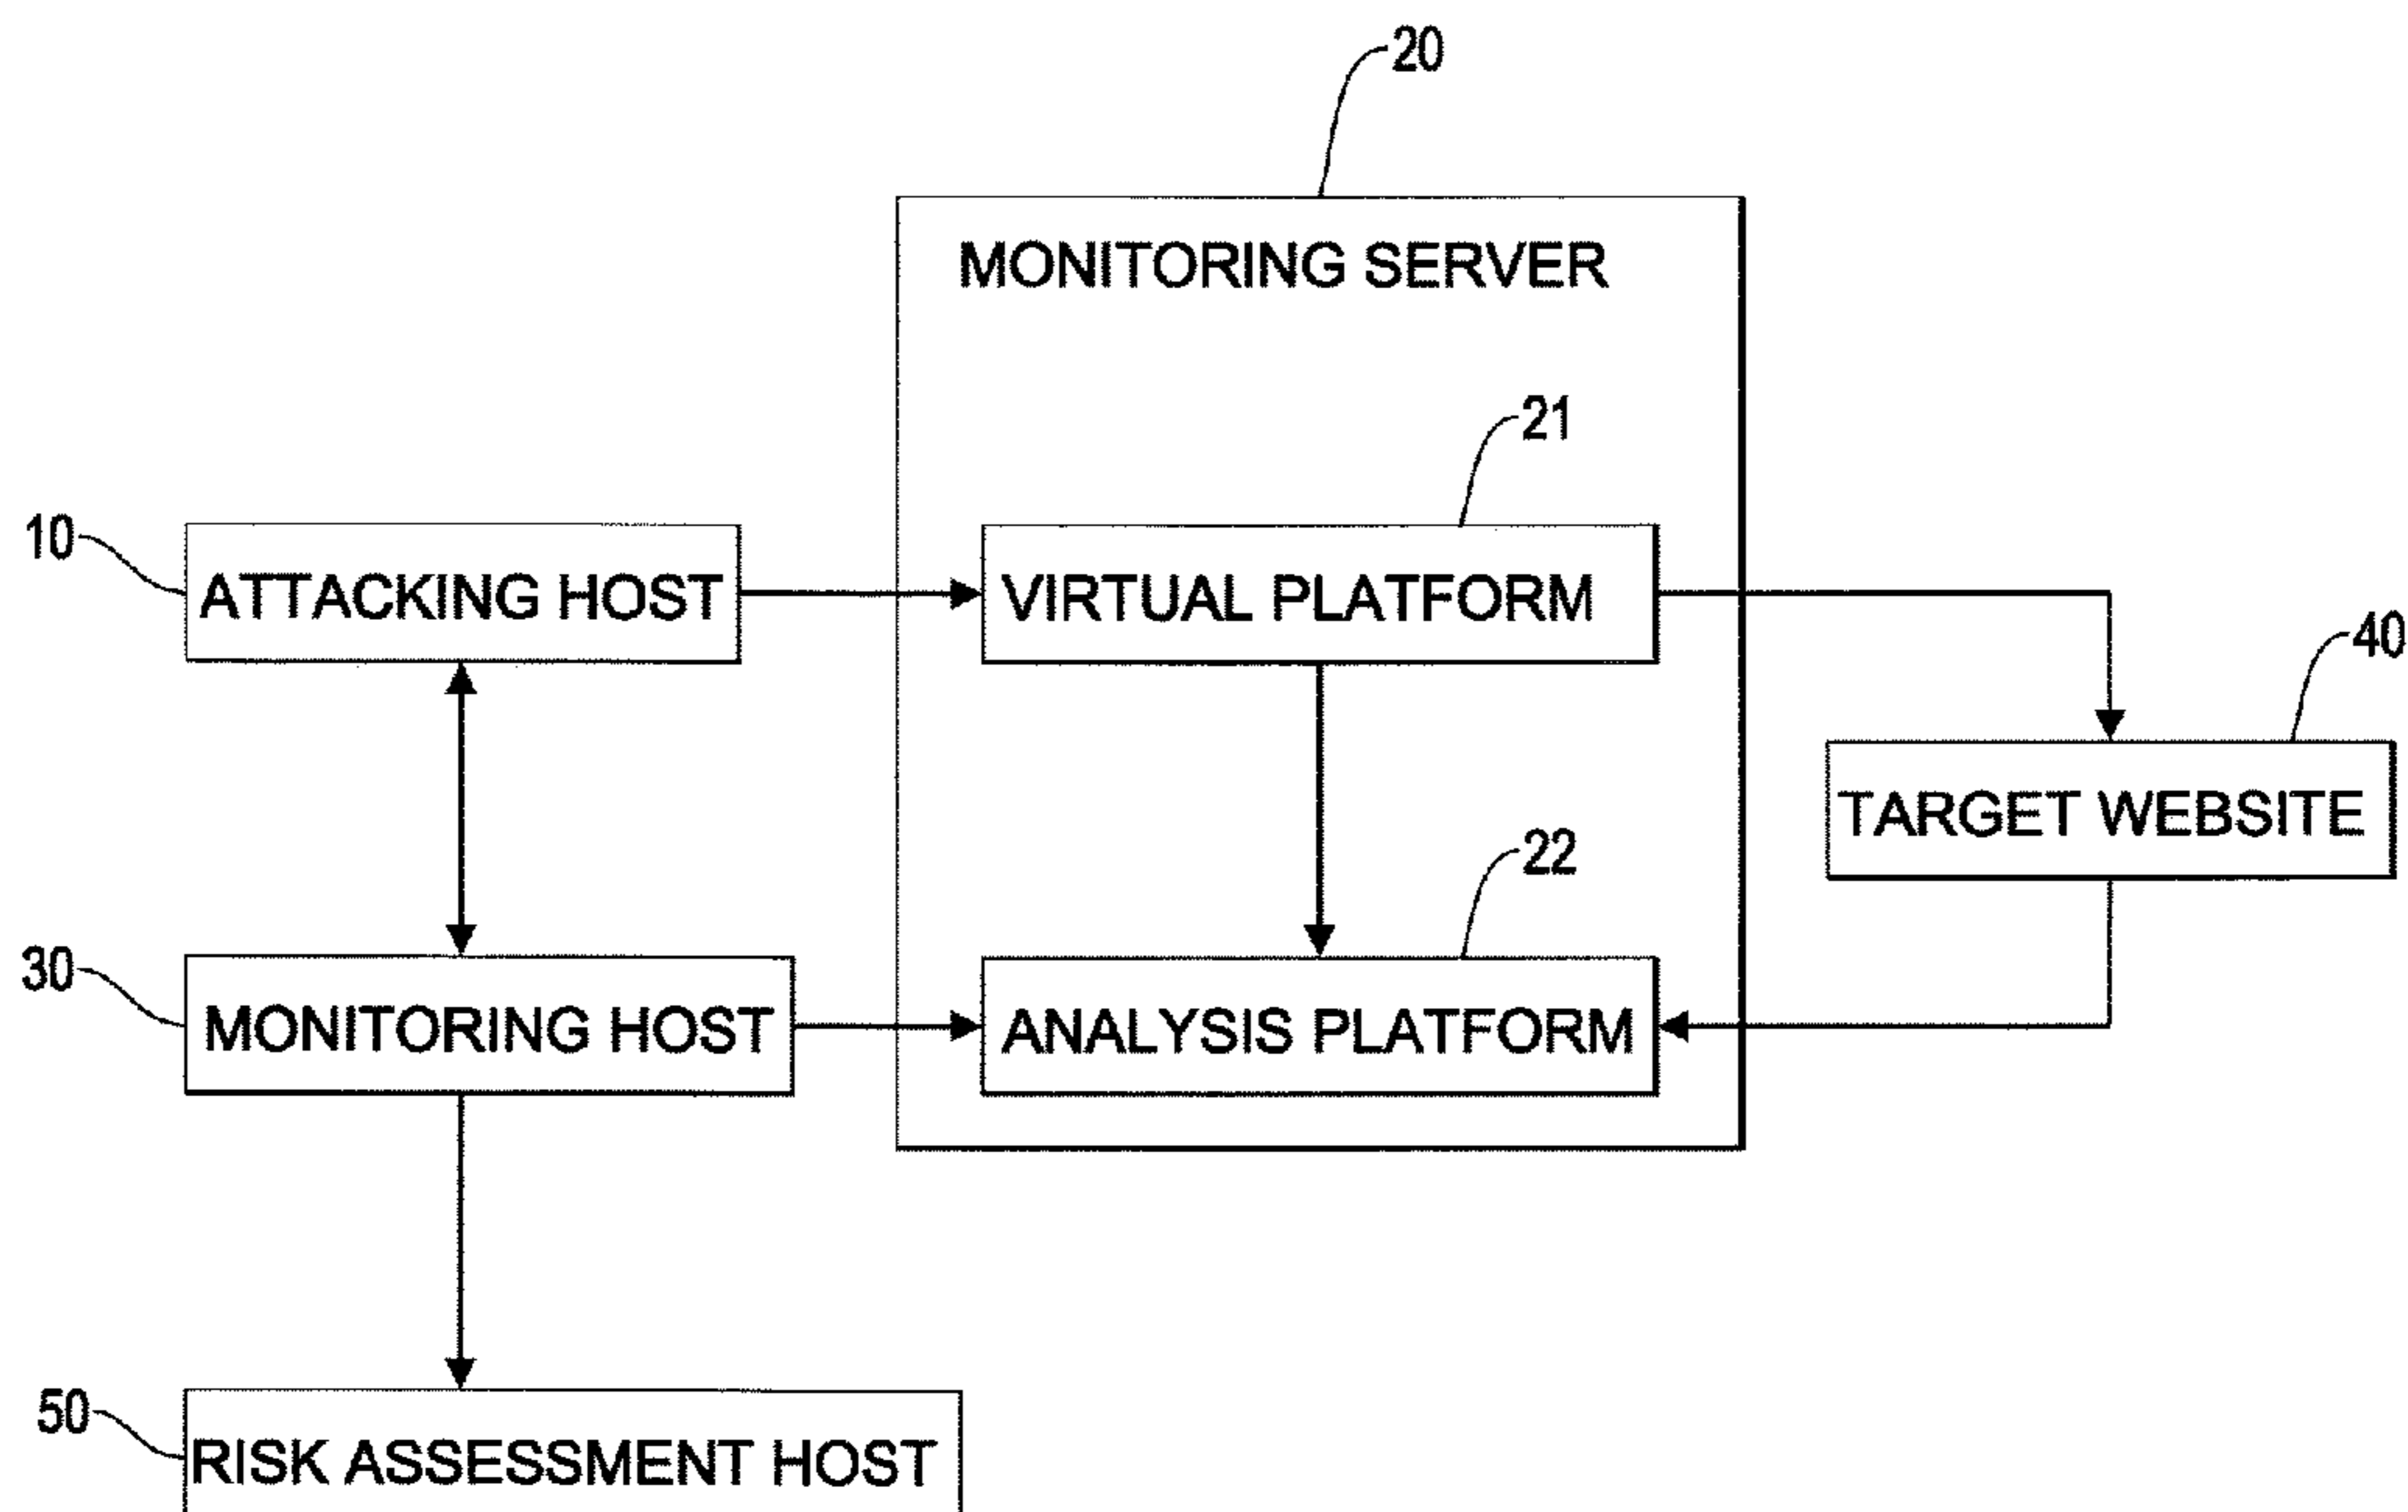 20
MONITORING SERVER
21
10
ATTACKING HOST
VIRTUAL PLATFORM
40
TARGET WEBSITE
22
30
MONITORING HOST
ANALYSIS PLATFORM
50
RISK ASSESSMENT HOST